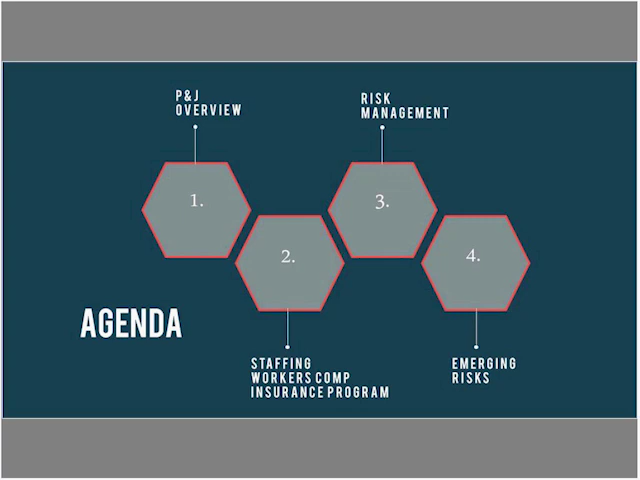 P&J
OVERVIEW
RISK
MANAGEMENT
1.
3.
2.
4.
AGENDA
STAFFING
WORKERS COMP
INSURANCE PROGRAM
EMERGING
RISKS